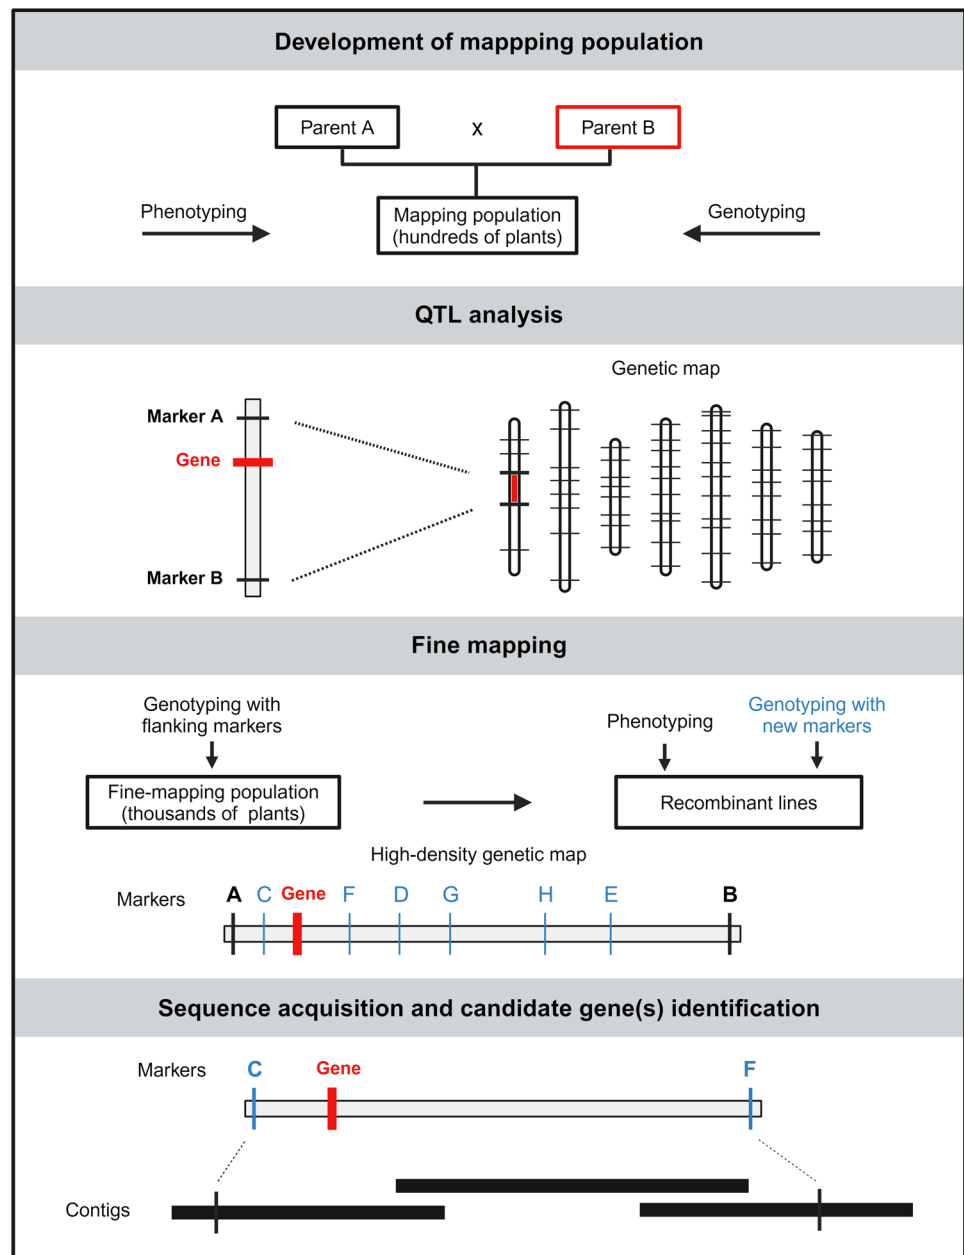 Development of mappping population
Parent A
x
Parent B
Phenotyping
Mapping population
(hundreds of plants)
Genotyping
QTL analysis
Genetic map
Marker A
Gene
Marker B
Fine mapping
Genotyping with
flanking markers
Phenotyping
Genotyping with
new markers
Fine-mapping population
(thousands of plants)
Recombinant lines
High-density genetic map
Markers A C Gene F D G H E B
Sequence acquisition and candidate gene(s) identification
Markers C Gene F
Contigs